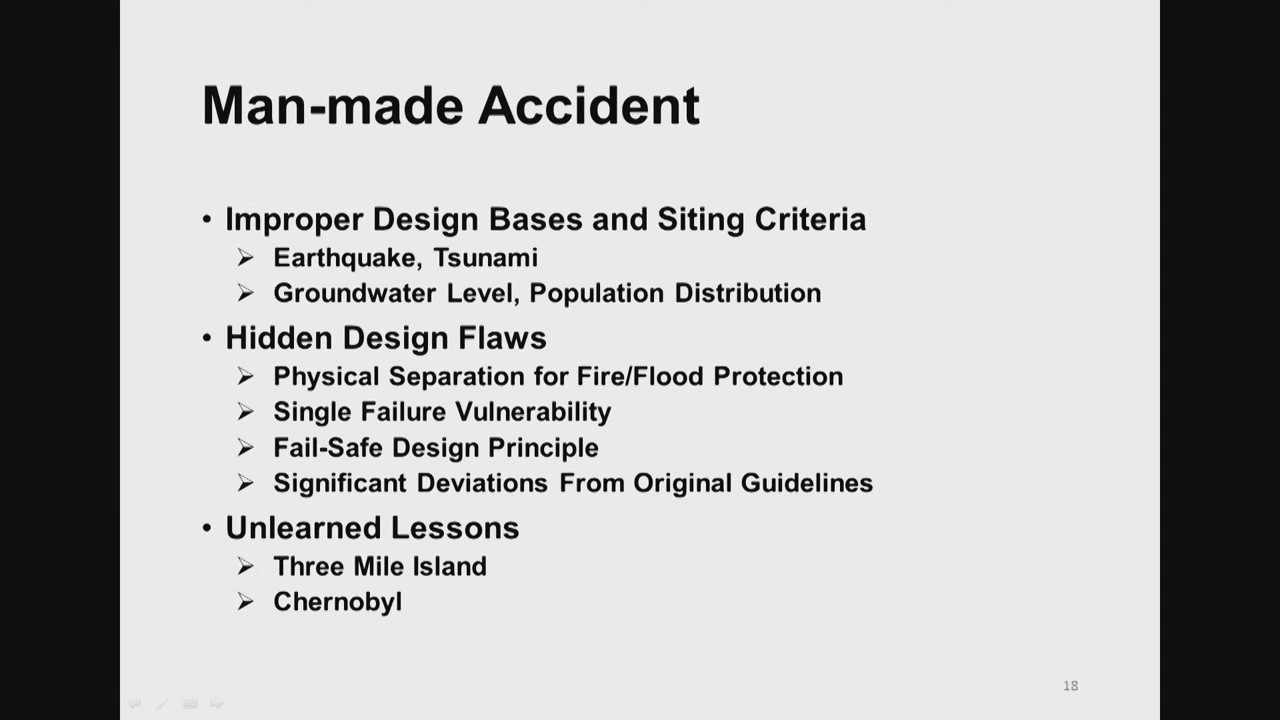 Man-made Accident
• Improper Design Bases and Siting Criteria
➢ Earthquake, Tsunami
➢ Groundwater Level, Population Distribution
• Hidden Design Flaws
➢ Physical Separation for Fire/Flood Protection
➢ Single Failure Vulnerability
➢ Fail-Safe Design Principle
➢ Significant Deviations From Original Guidelines
• Unlearned Lessons
➢ Three Mile Island
➢ Chernobyl
18